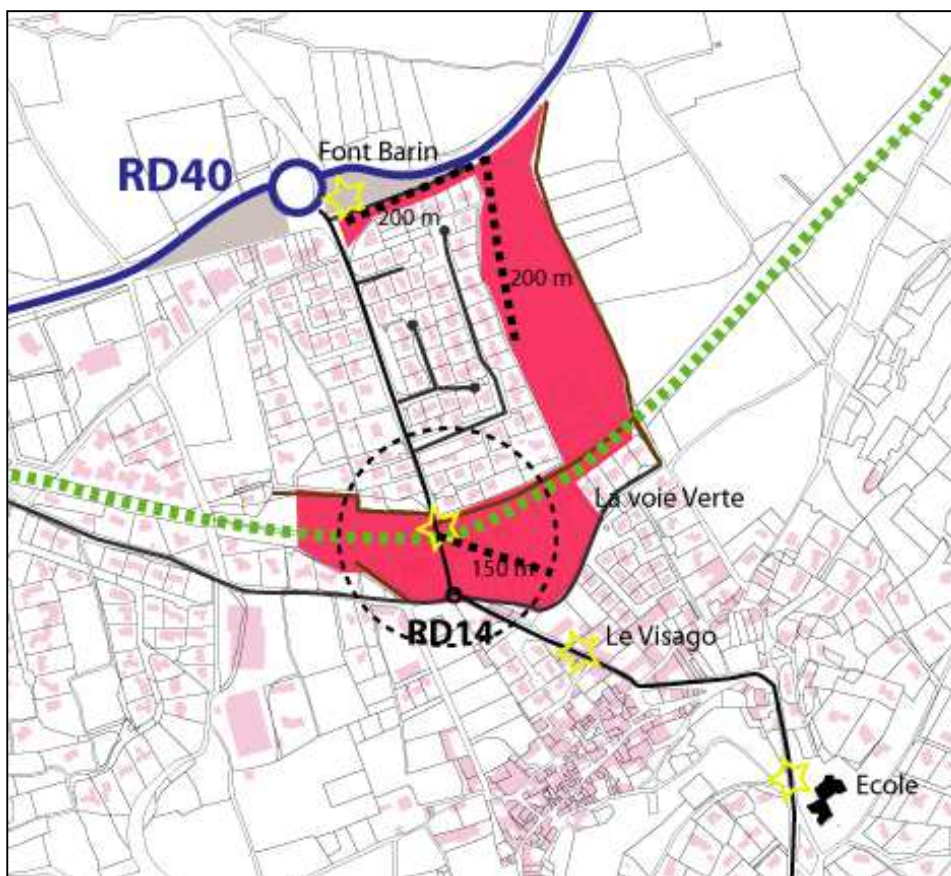 Font Barin
RD40
200 m
200 m
La voie Verte
150 m
RD14
Le Visago
Ecole